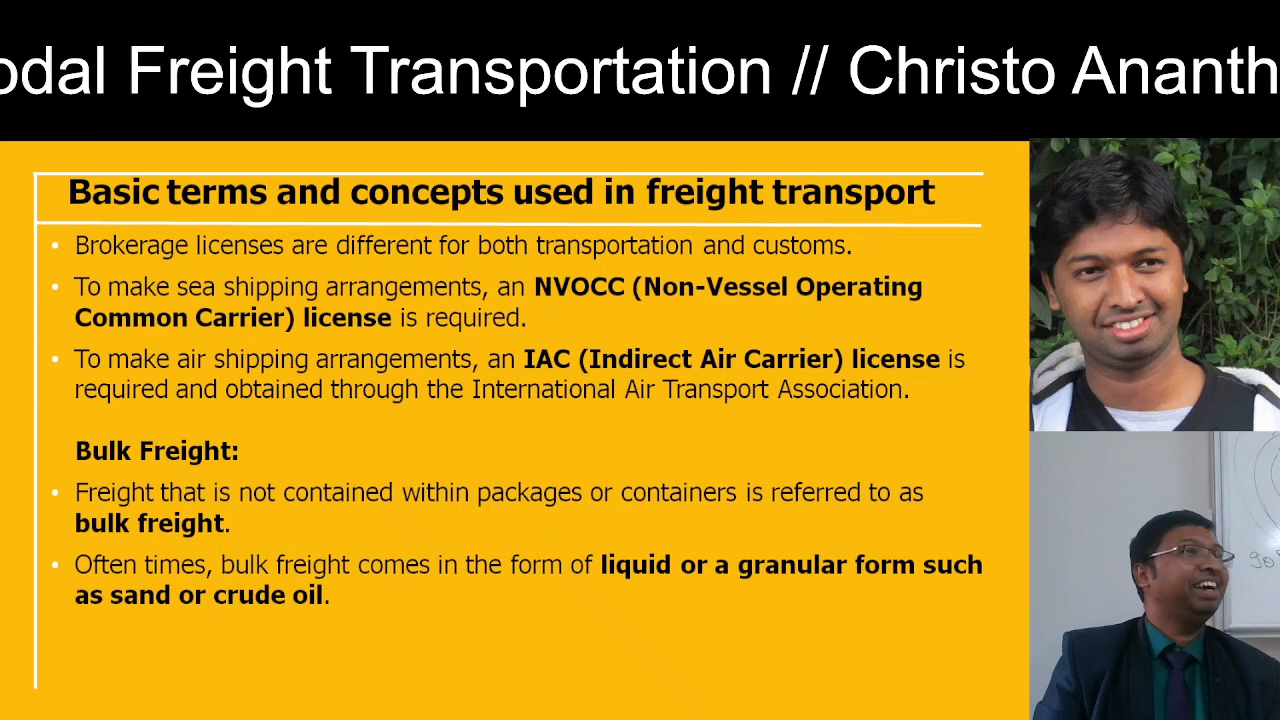 odal Freight Transportation // Christo Ananth
Basic terms and concepts used in freight transport
• Brokerage licenses are different for both transportation and customs.
• To make sea shipping arrangements, an NVOCC (Non-Vessel Operating
Common Carrier) license is required.
• To make air shipping arrangements, an IAC (Indirect Air Carrier) license is
required and obtained through the International Air Transport Association.
Bulk Freight:
• Freight that is not contained within packages or containers is referred to as
bulk freight.
• Often times, bulk freight comes in the form of liquid or a granular form such
as sand or crude oil.